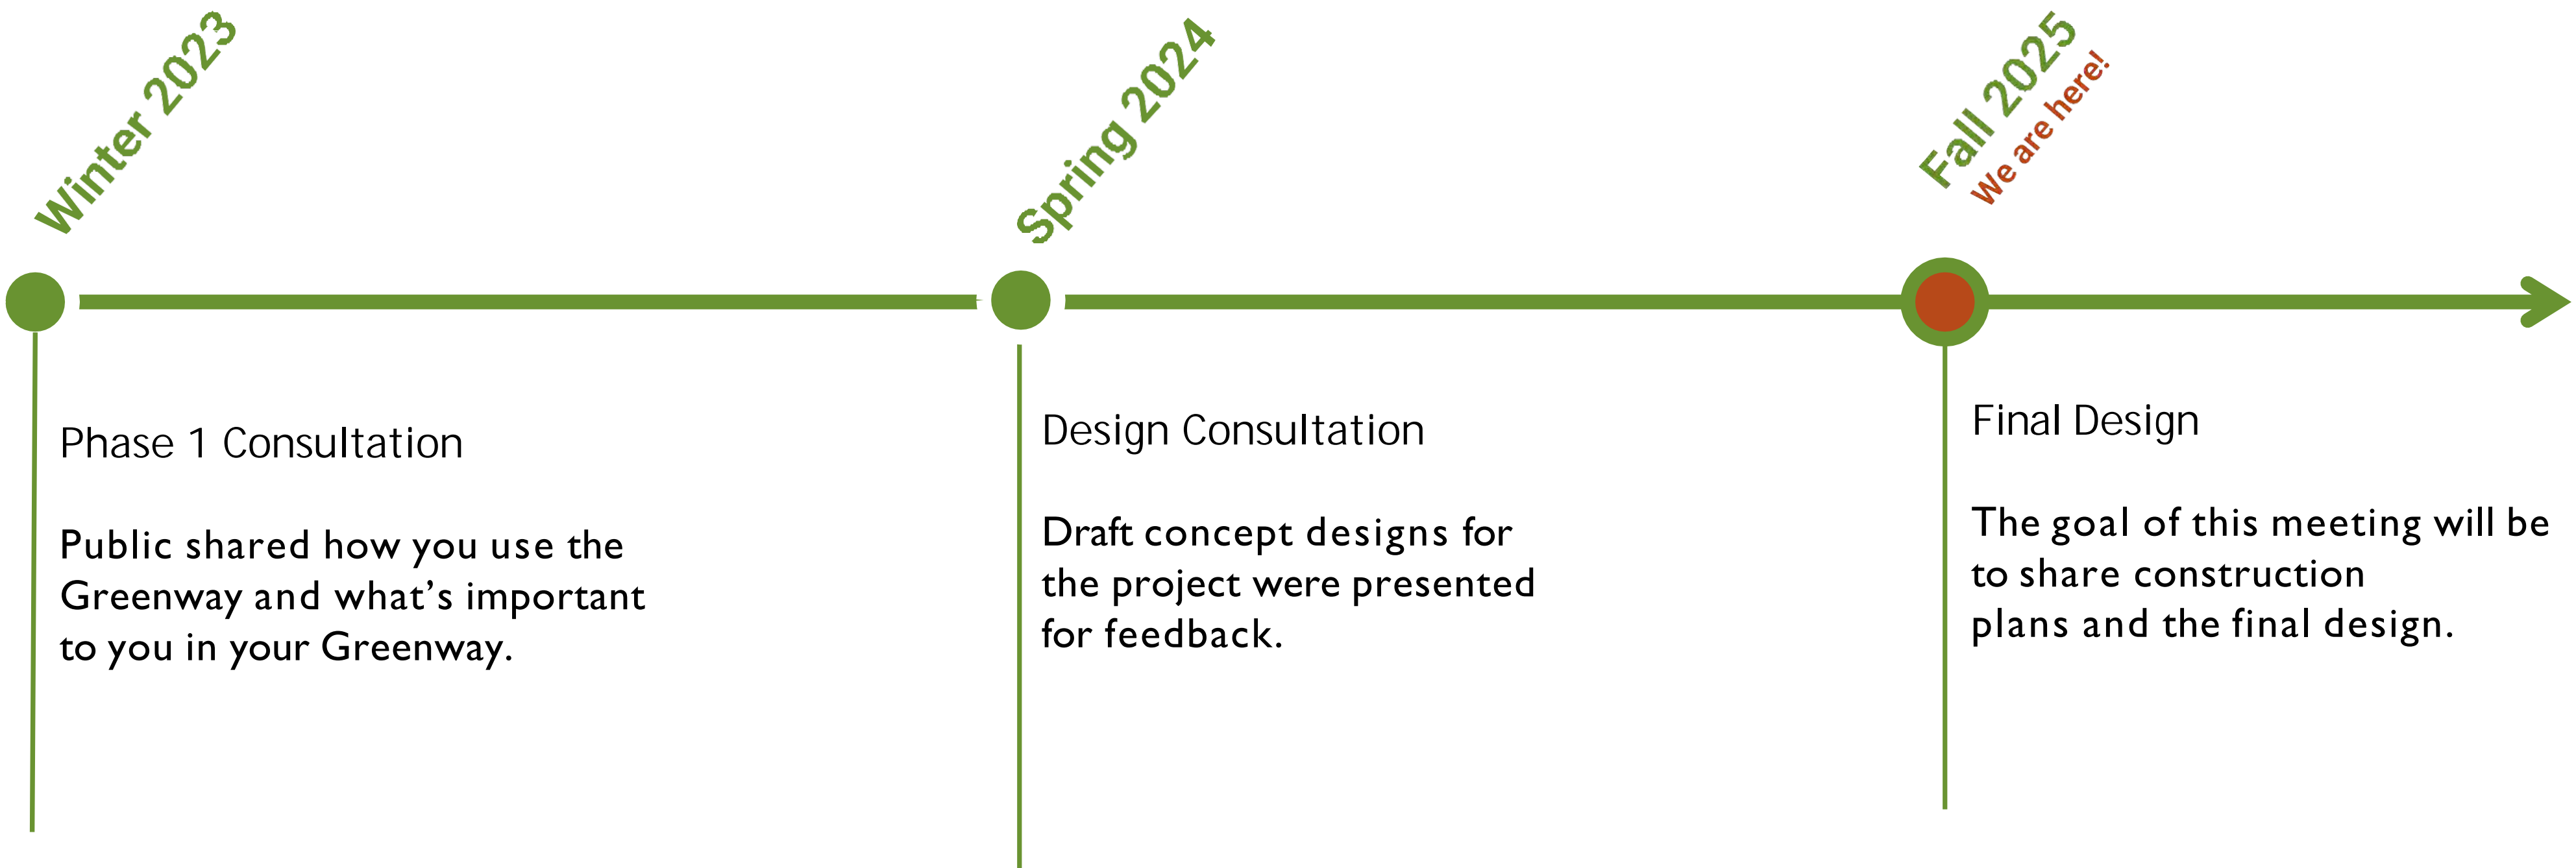 Winter 2023
Spring 2024
Fall 2025
We are here!
Phase 1 Consultation
Public shared how you use the
Greenway and what’s important
to you in your Greenway.
Design Consultation
Draft concept designs for
the project were presented
for feedback.
Final Design
The goal of this meeting will be
to share construction
plans and the final design.